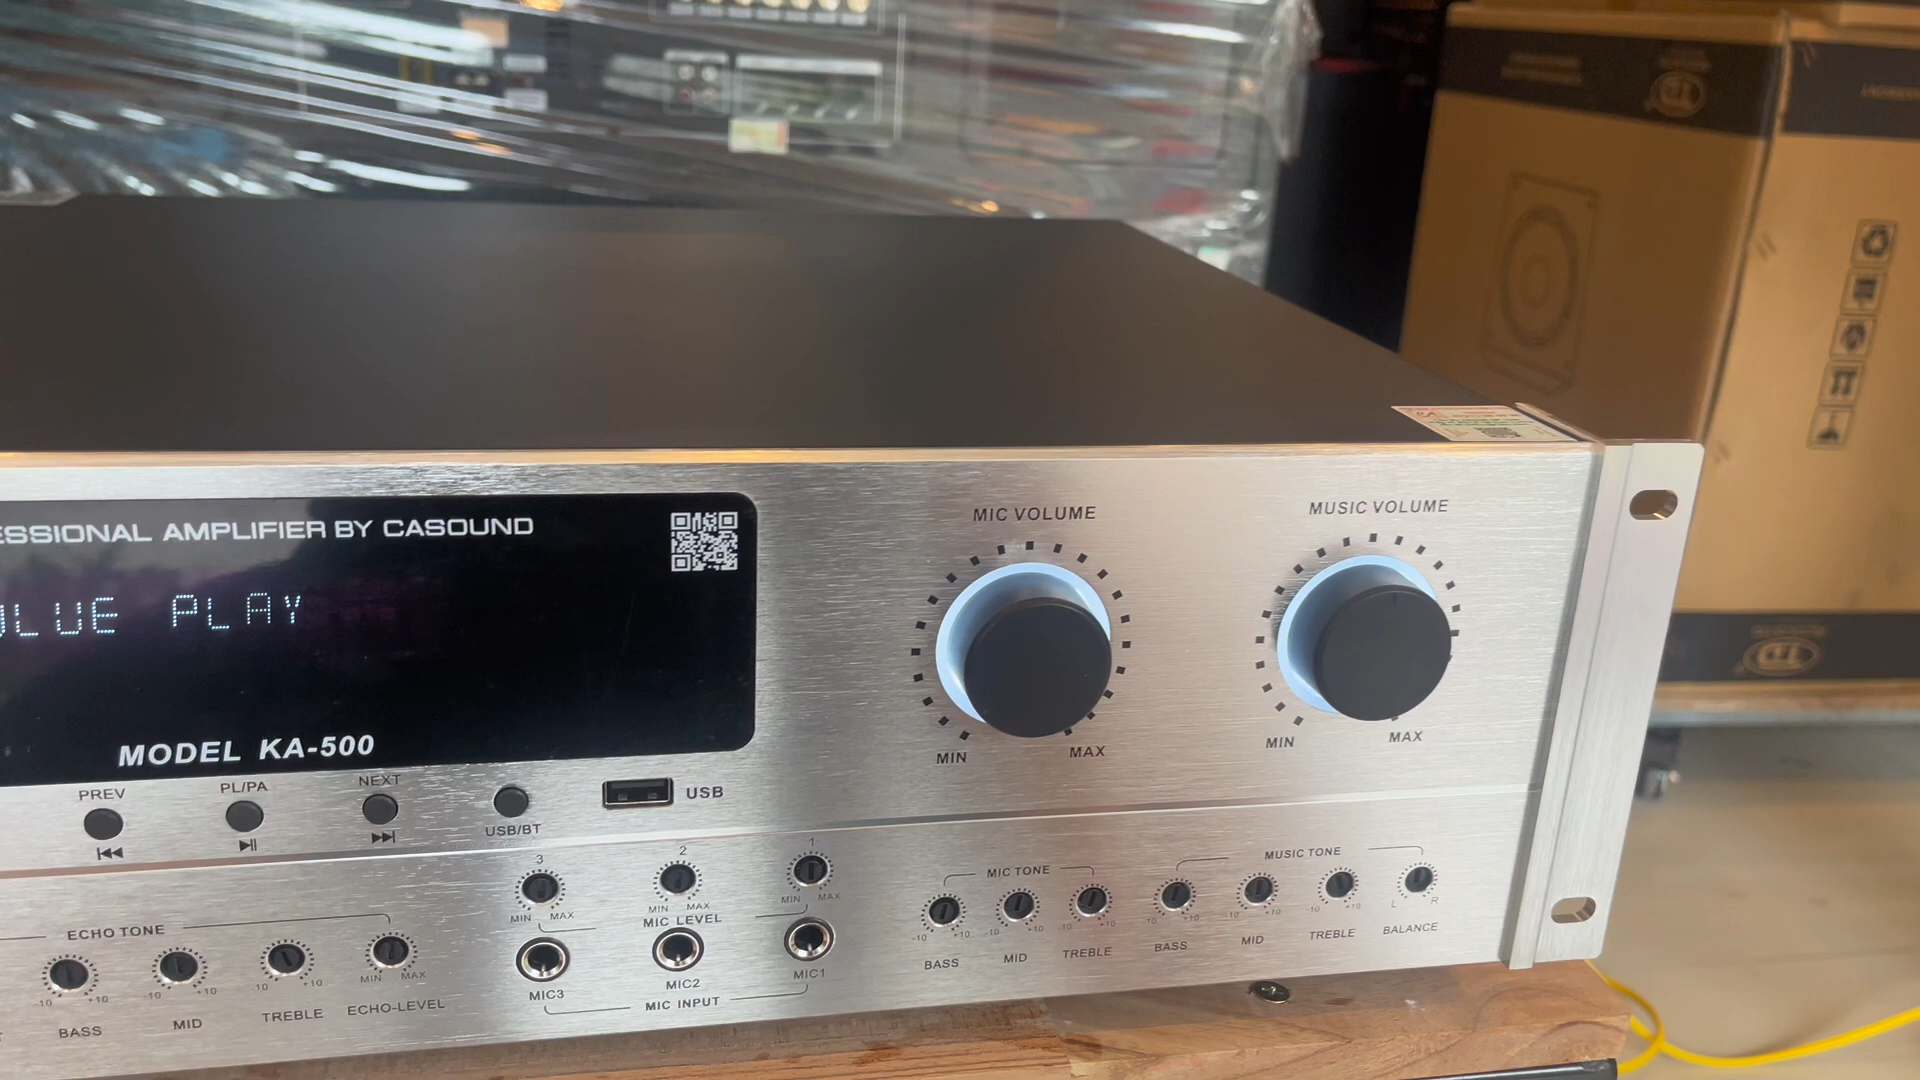 ESSIONAL AMPLIFIER BY CASOUND
LUE PLAY
MODEL KA-500
PREV
PL/PA
NEXT
USB/BT
USB
MIC VOLUME
MIN
MAX
MUSIC VOLUME
MIN
MAX
ECHO TONE
-10 +10
BASS
-10 +10
MID
-10 +10
TREBLE
MIN MAX
ECHO-LEVEL
3
MIN MAX
2
MIN MAX
1
MIN MAX
MIC LEVEL
MIC3
MIC2
MIC1
MIC INPUT
MIC TONE
-10 +10
BASS
-10 +10
MID
-10 +10
TREBLE
MUSIC TONE
-10 +10
BASS
-10 +10
MID
-10 +10
TREBLE
L R
BALANCE